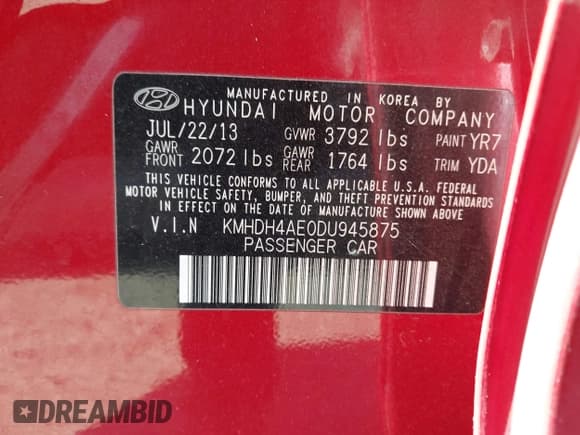 MANUFACTURED IN KOREA BY
HYUNDAI MOTOR COMPANY
JUL/22/13 GVWR 3792 lbs PAINT YR7
GAWR FRONT 2072 lbs GAWR REAR 1764 lbs TRIM YDA
THIS VEHICLE CONFORMS TO ALL APPLICABLE U.S.A. FEDERAL
MOTOR VEHICLE SAFETY, BUMPER, AND THEFT PREVENTION STANDARDS
IN EFFECT ON THE DATE OF MANUFACTURE SHOWN ABOVE.
V.I.N KMHDH4AE0DU945875
PASSENGER CAR
DREAMBID